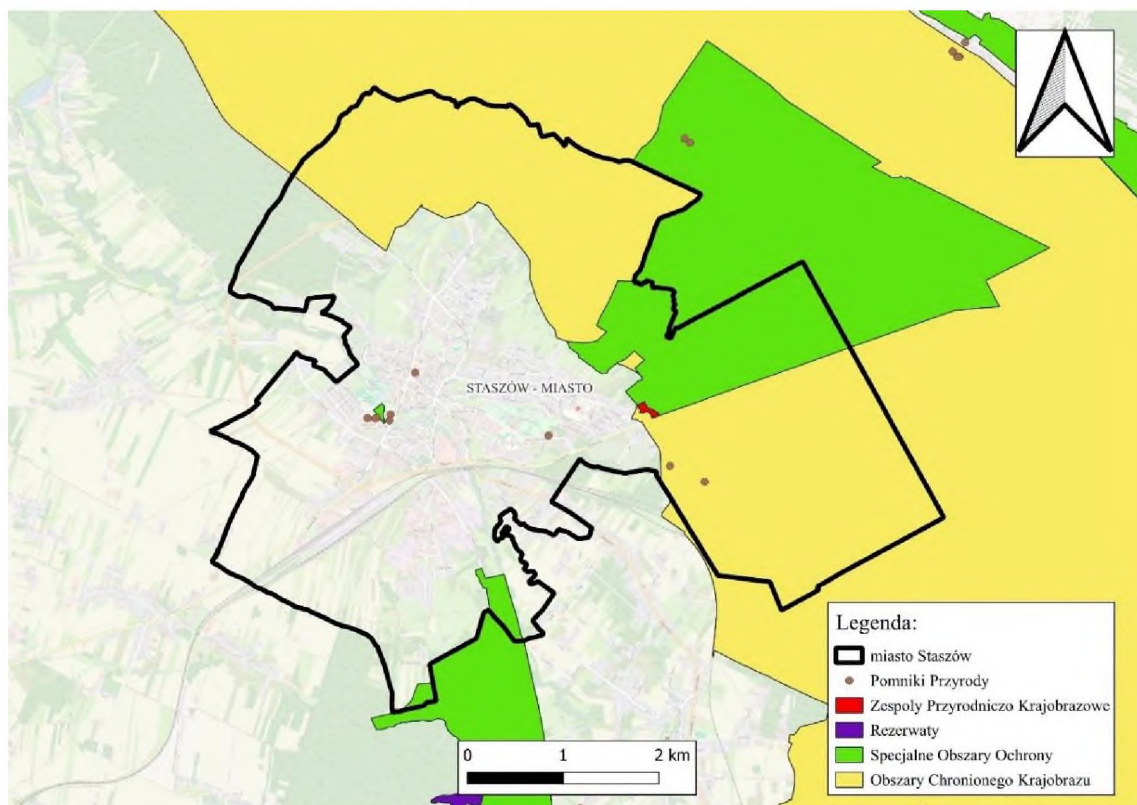 STASZÓW - MIASTO
Legenda:
miasto Staszów
Pomniki Przyrody
Zespoly Przyrodniczo Krajobrazowe
Rezerwaty
Specjalne Obszary Ochrony
Obszary Chronionego Krajobrazu
0 1 2 km